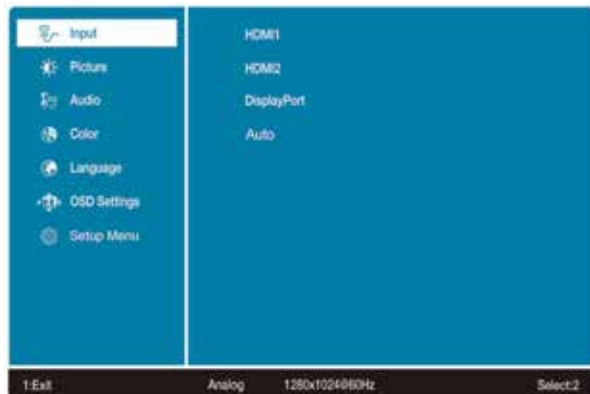 Input
Picture
Audio
Color
Language
OSD Settings
Setup Menu
HDMI1
HDMI2
DisplayPort
Auto
1:Exit Analog 1280x1024@60Hz Select:2